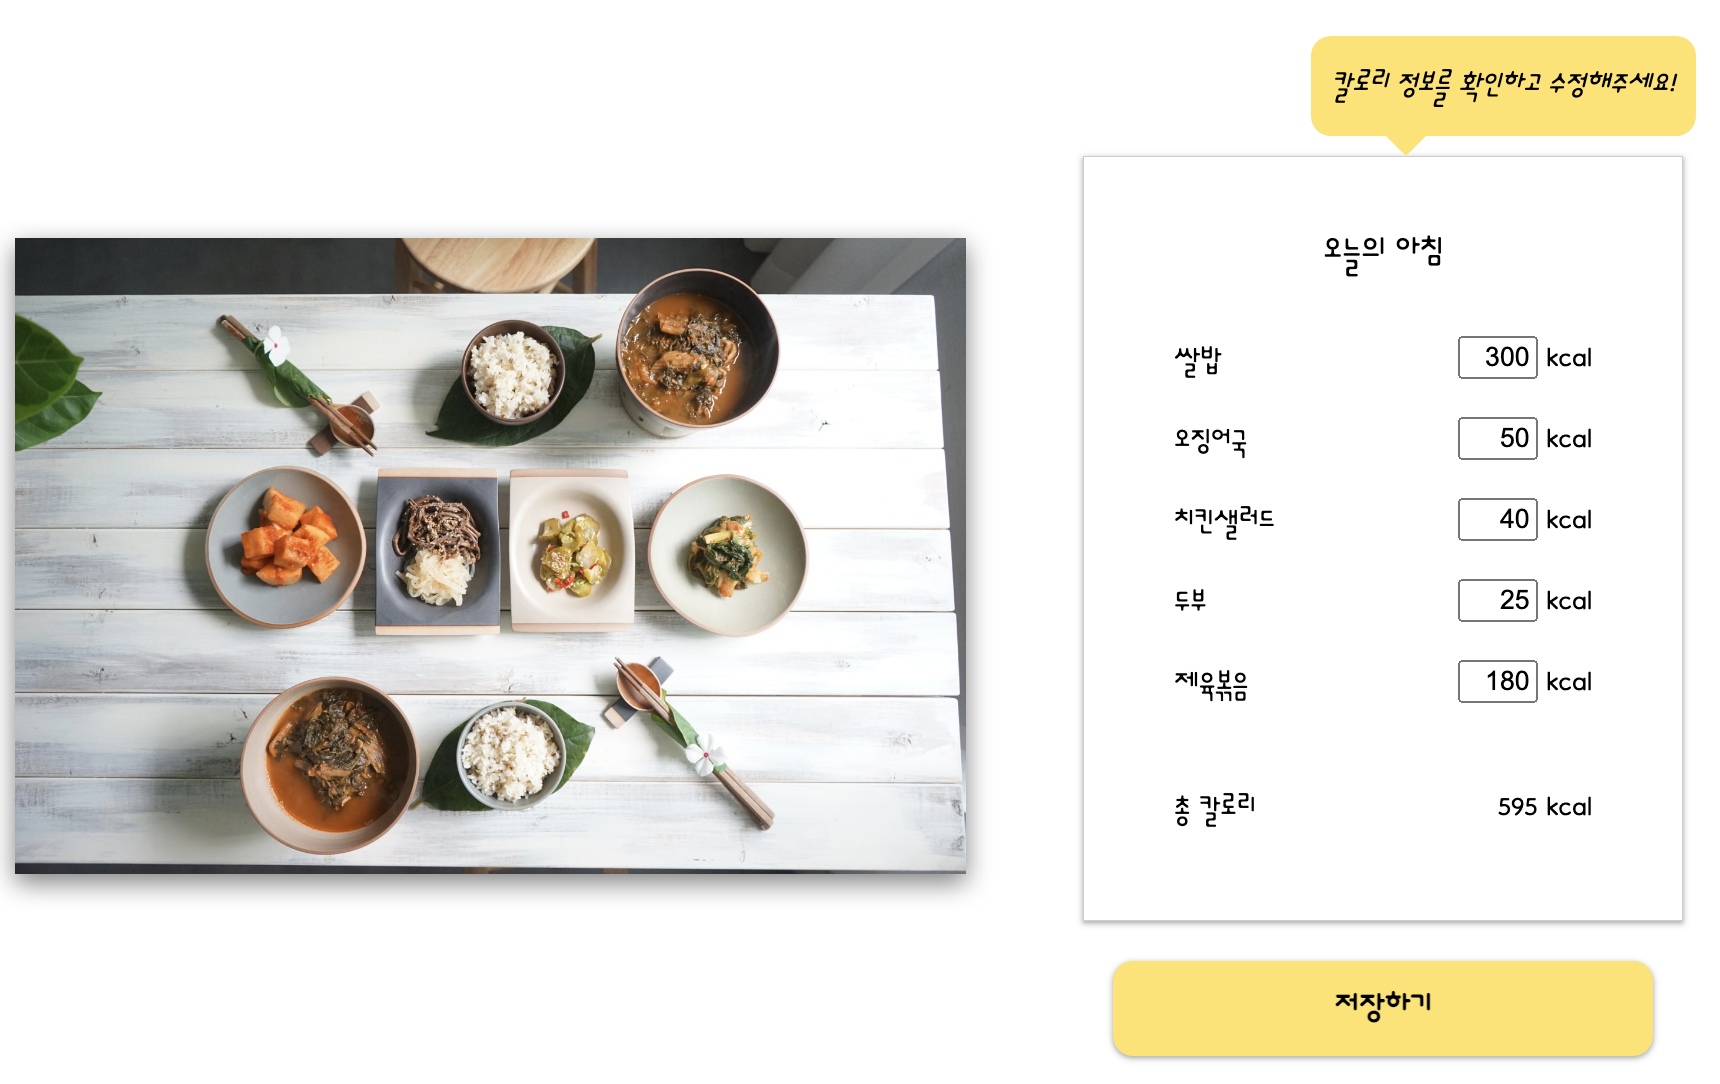 칼로리 정보를 확인하고 수정해주세요!
오늘의 아침
쌀밥 300 kcal
오징어국 50 kcal
치킨샐러드 40 kcal
두부 25 kcal
제육볶음 180 kcal
총 칼로리 595 kcal
저장하기